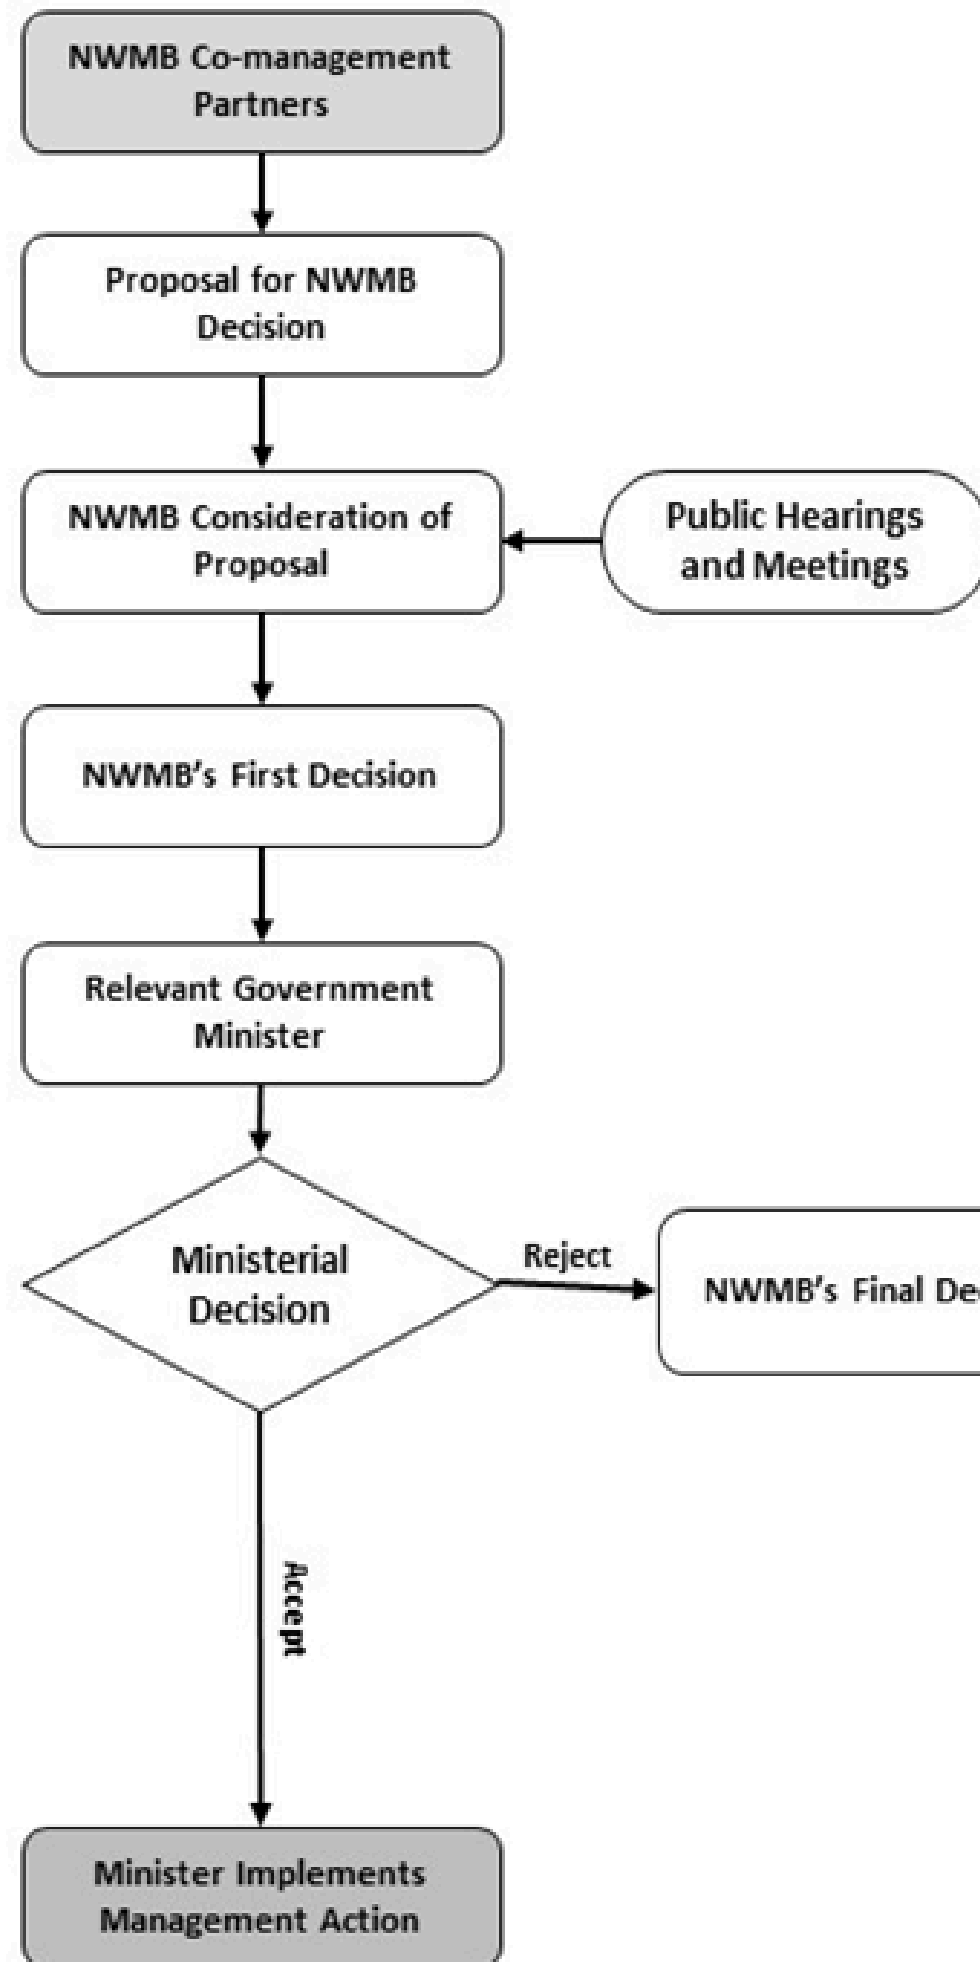 NWMB Co-management
Partners
Proposal for NWMB
Decision
NWMB Consideration of
Proposal
Public Hearings
and Meetings
NWMB's First Decision
Relevant Government
Minister
Ministerial
Decision
Reject
NWMB's Final
Accept
Minister Implements
Management Action